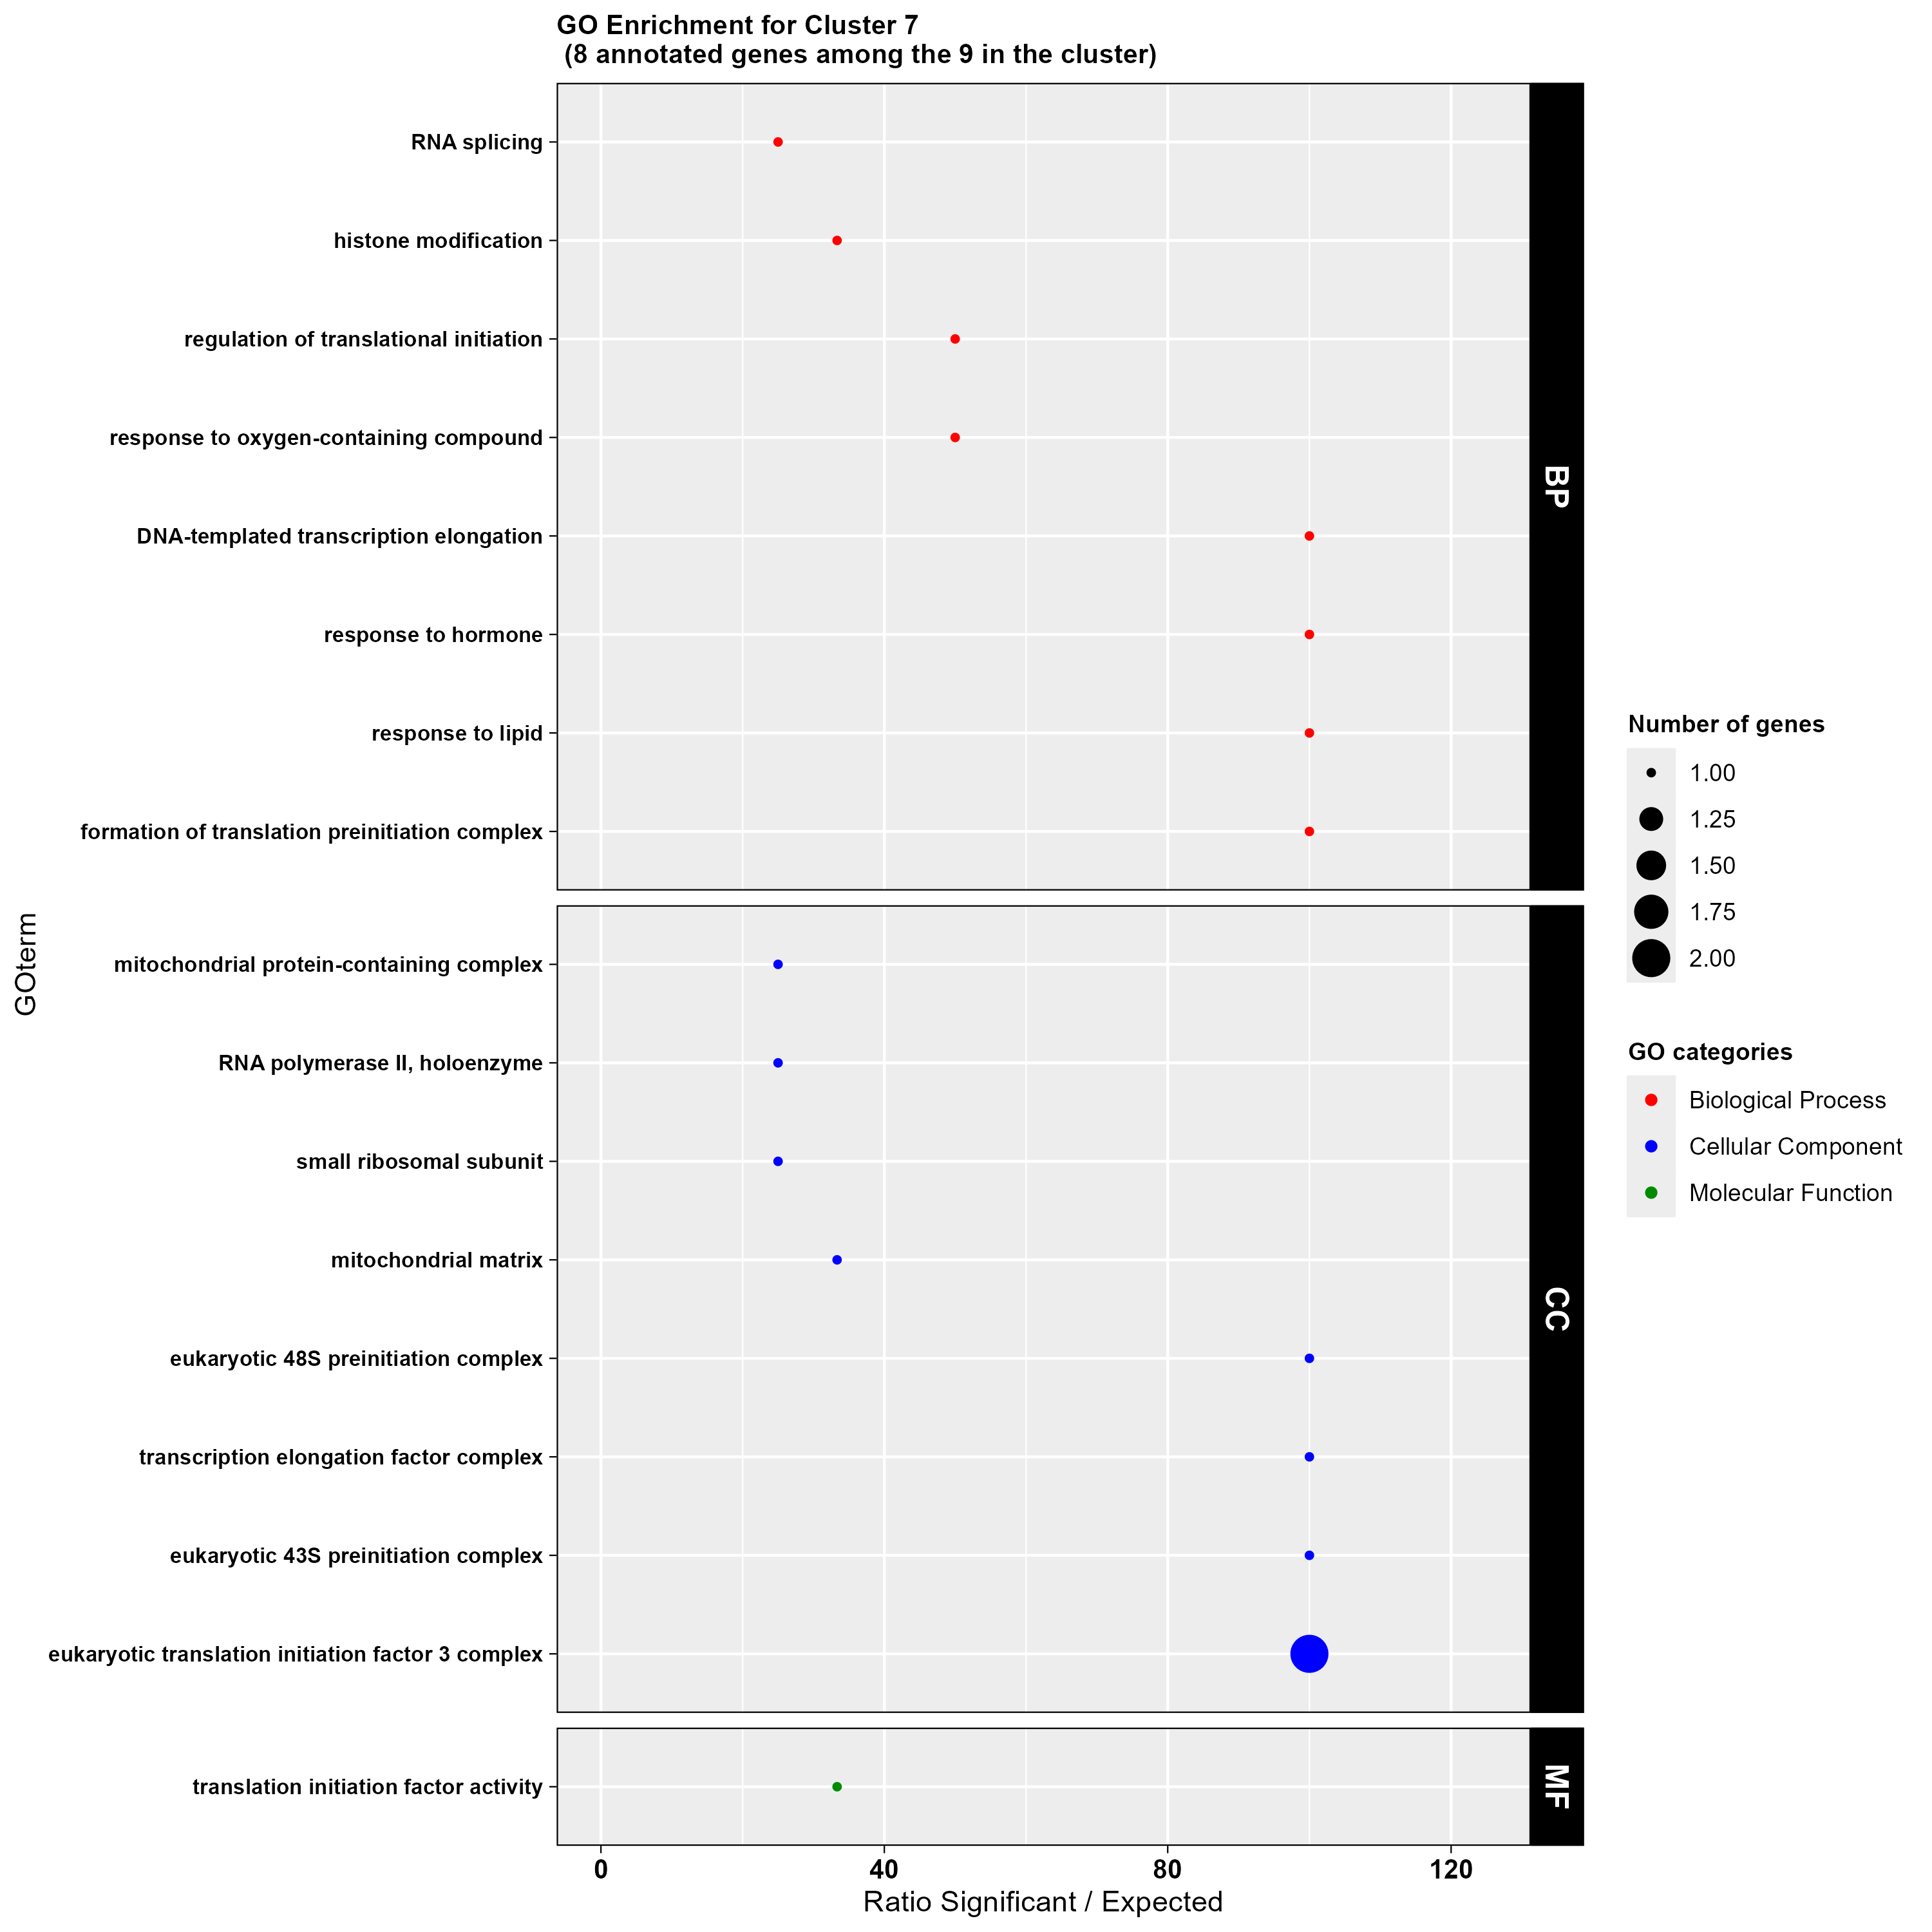 GO Enrichment for Cluster 7
(8 annotated genes among the 9 in the cluster)
GOterm
RNA splicing
histone modification
regulation of translational initiation
response to oxygen-containing compound
DNA-templated transcription elongation
response to hormone
response to lipid
formation of translation preinitiation complex
BP
mitochondrial protein-containing complex
RNA polymerase II, holoenzyme
small ribosomal subunit
mitochondrial matrix
eukaryotic 48S preinitiation complex
transcription elongation factor complex
eukaryotic 43S preinitiation complex
eukaryotic translation initiation factor 3 complex
CC
translation initiation factor activity
MF
0
40
80
120
Ratio Significant / Expected
Number of genes
1.00
1.25
1.50
1.75
2.00
GO categories
Biological Process
Cellular Component
Molecular Function